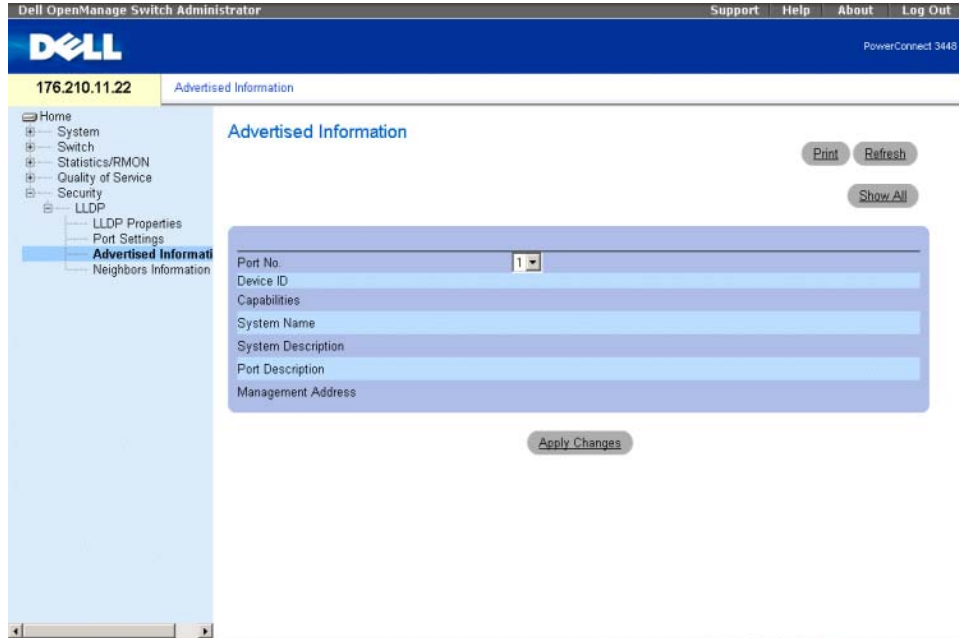 Dell OpenManage Switch Administrator
Support Help About Log Out
DELL
PowerConnect 3448
176.210.11.22
Advertised Information
Home
System
Switch
Statistics/RMON
Quality of Service
Security
LLDP
LLDP Properties
Port Settings
Advertised Informati
Neighbors Information
Advertised Information
Print Refresh
Show All
Port No. 1
Device ID
Capabilities
System Name
System Description
Port Description
Management Address
Apply Changes